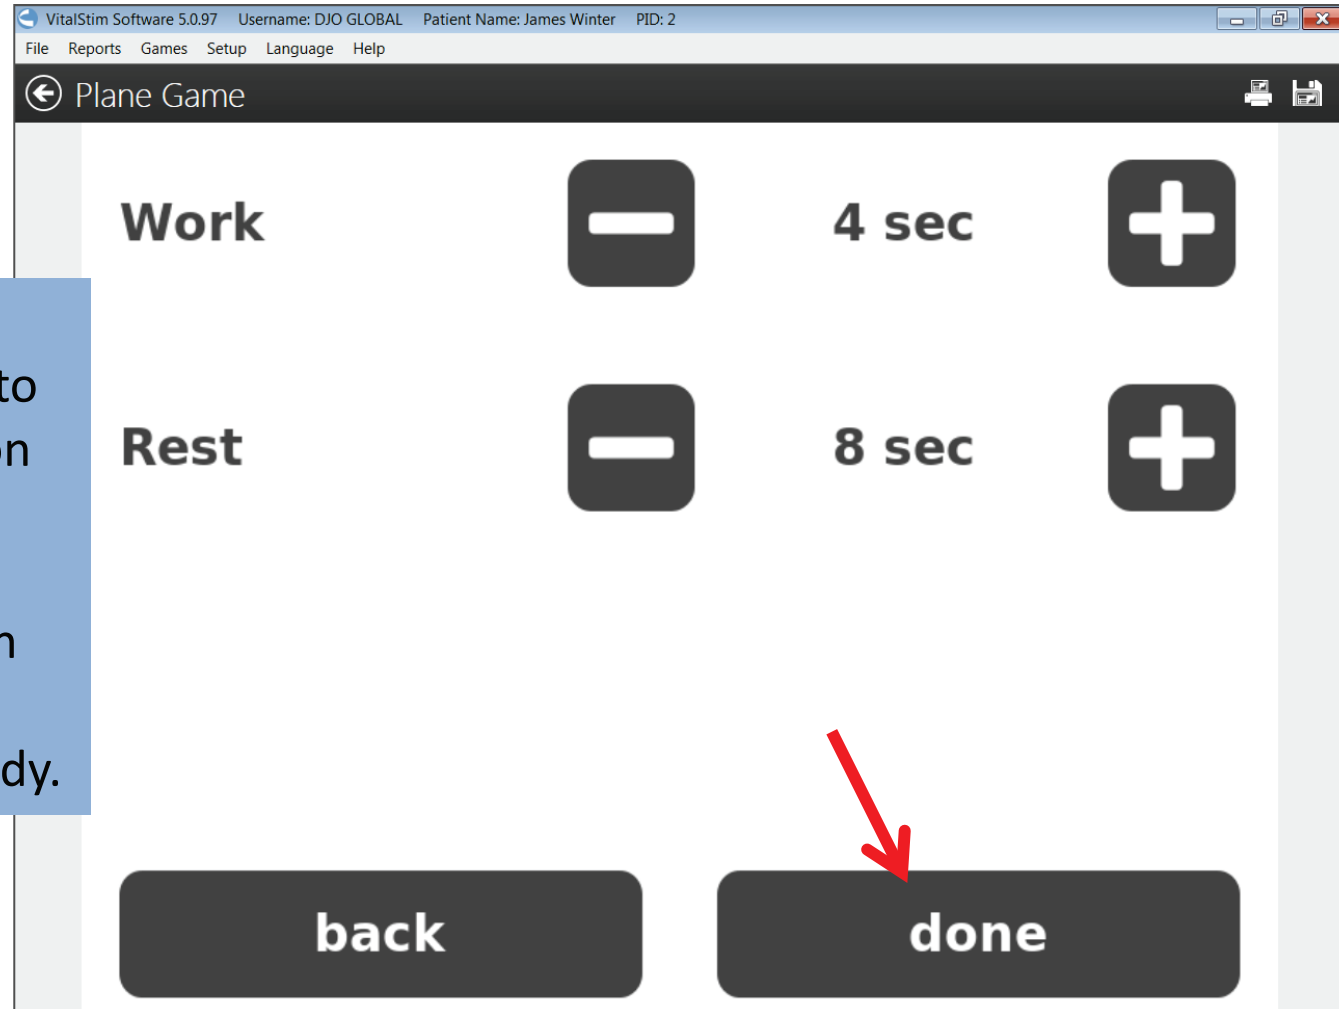 VitalStim Software 5.0.97 Username: DJO GLOBAL Patient Name: James Winter PID: 2
File Reports Games Setup Language Help
Plane Game
Work 4 sec
to
Rest 8 sec
dy.
back done